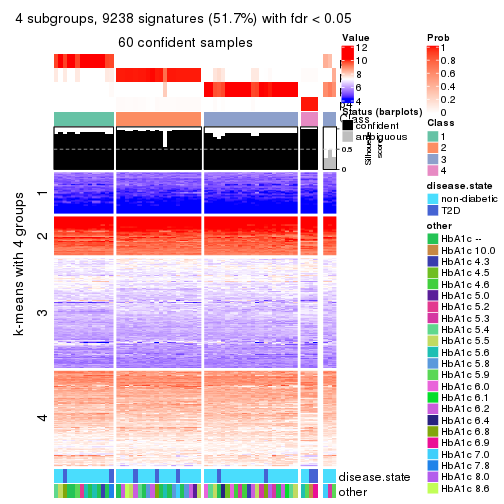 4 subgroups, 9238 signatures (51.7%) with fdr < 0.05
60 confident samples
k-means with 4 groups
1
2
3
4
Value
12
10
8
6
4
Status (barplots)
confident
ambiguous
1
0.5
0
Silhouette
score
p4
Class
disease.state
other
Prob
1
0.8
0.6
0.4
0.2
0
Class
1
2
3
4
disease.state
non-diabetic
T2D
other
HbA1c --
HbA1c 10.0
HbA1c 4.3
HbA1c 4.5
HbA1c 4.6
HbA1c 5.0
HbA1c 5.2
HbA1c 5.3
HbA1c 5.4
HbA1c 5.5
HbA1c 5.6
HbA1c 5.8
HbA1c 5.9
HbA1c 6.0
HbA1c 6.1
HbA1c 6.2
HbA1c 6.4
HbA1c 6.8
HbA1c 6.9
HbA1c 7.0
HbA1c 7.8
HbA1c 8.0
HbA1c 8.6